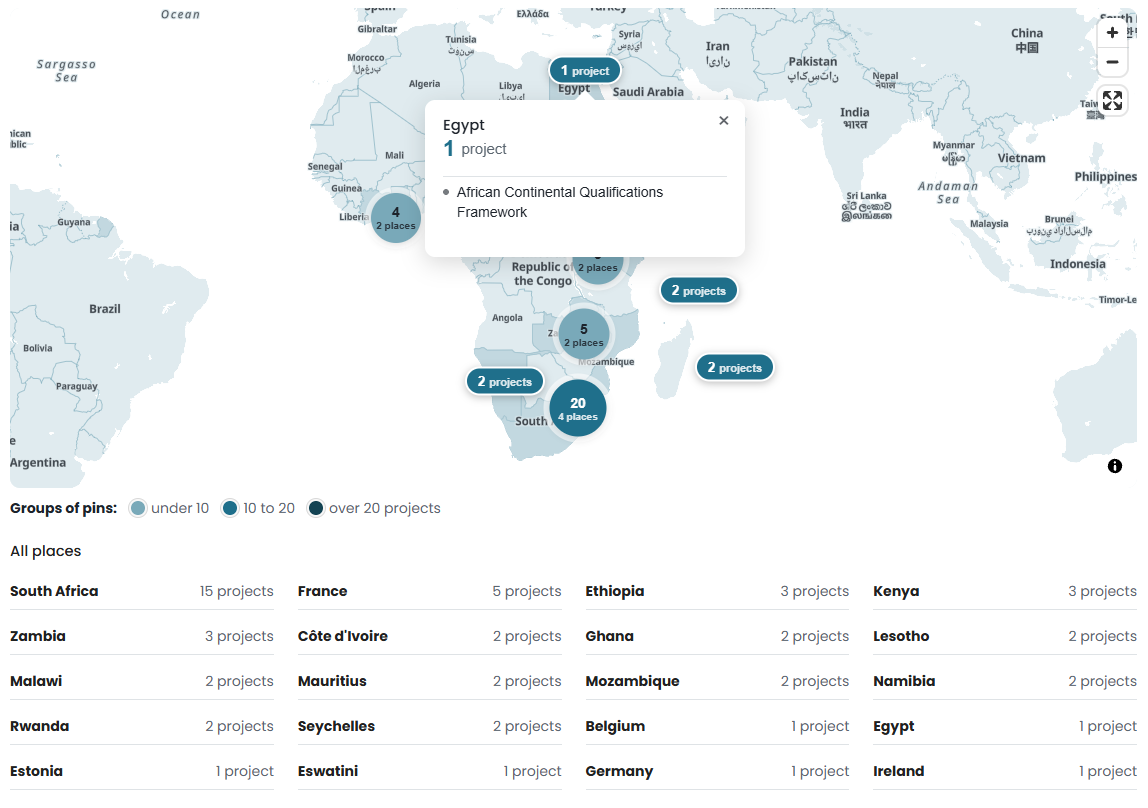 Ocean
Spain
Turkey
Ελλάδα
Gibraltar
Tunisia
Syria
Iran
China
中国
+
−
Sargasso
Sea
Morocco
Pakistan
1 project
Nepal
Algeria
Libya
Egypt
Saudi Arabia
India
भारत
Egypt
1 project
African Continental Qualifications
Framework
Mali
Myanmar
Vietnam
Senegal
Guinea
Andaman
Sea
Philippines
Sri Lanka
Liberia
4
2 places
Guyana
Malaysia
Brunei
Republic of
the Congo
2 places
Indonesia
2 projects
Brazil
Angola
5
2 places
Timor-Le
Bolivia
Mozambique
2 projects
2 projects
Paraguay
20
4 places
South
Argentina
Groups of pins: under 10 10 to 20 over 20 projects
All places
South Africa 15 projects France 5 projects Ethiopia 3 projects Kenya 3 projects
Zambia 3 projects Côte d'Ivoire 2 projects Ghana 2 projects Lesotho 2 projects
Malawi 2 projects Mauritius 2 projects Mozambique 2 projects Namibia 2 projects
Rwanda 2 projects Seychelles 2 projects Belgium 1 project Egypt 1 project
Estonia 1 project Eswatini 1 project Germany 1 project Ireland 1 project